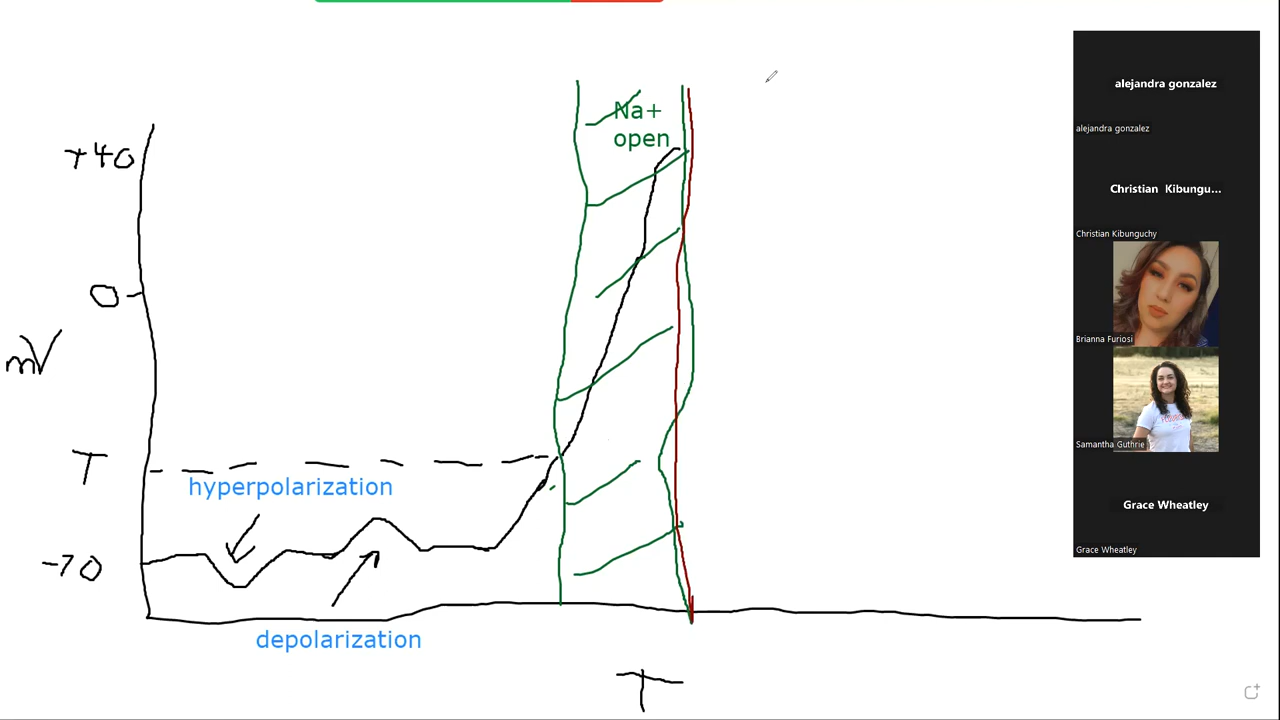 Na+
open
+40
0
mV
T
hyperpolarization
-70
depolarization
T
alejandra gonzalez
alejandra gonzalez
Christian Kibungu...
Christian Kibunguchy
Brianna Furiosi
Samantha Guthrie
Grace Wheatley
Grace Wheatley